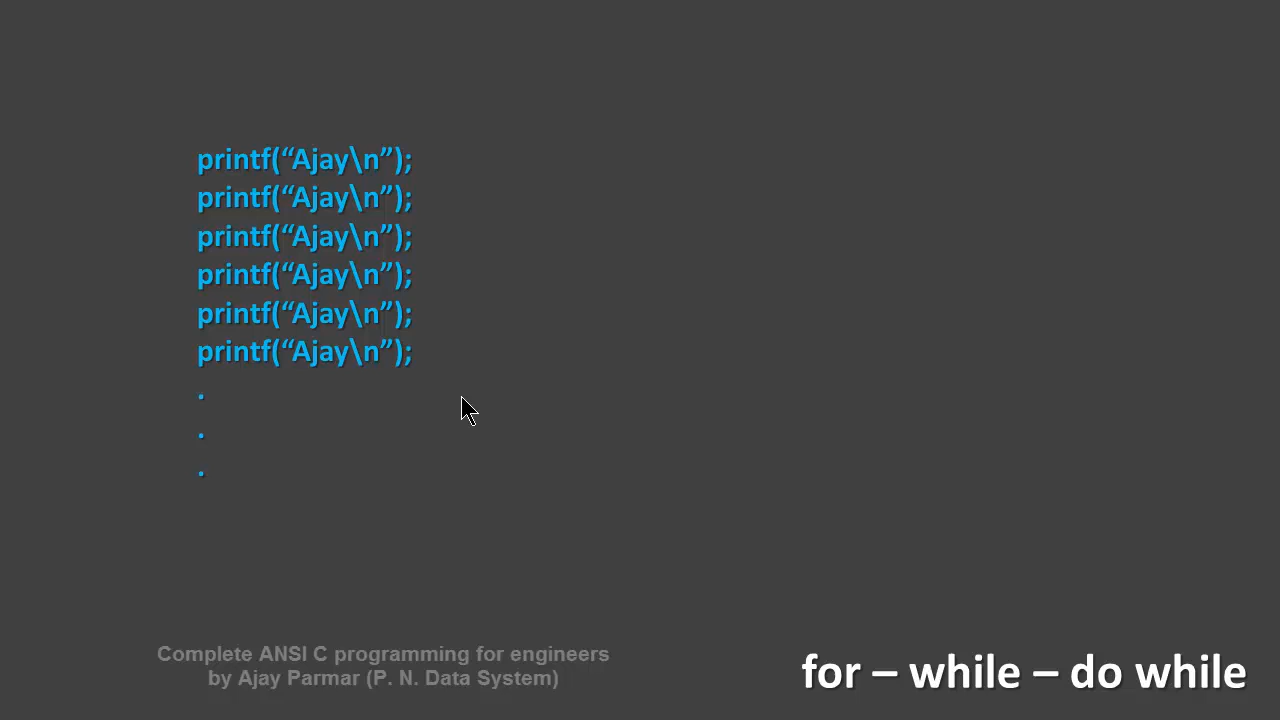 printf(“Ajay\n”);
printf(“Ajay\n”);
printf(“Ajay\n”);
printf(“Ajay\n”);
printf(“Ajay\n”);
printf(“Ajay\n”);
.
.
.
Complete ANSI C programming for engineers
by Ajay Parmar (P. N. Data System)
for – while – do while